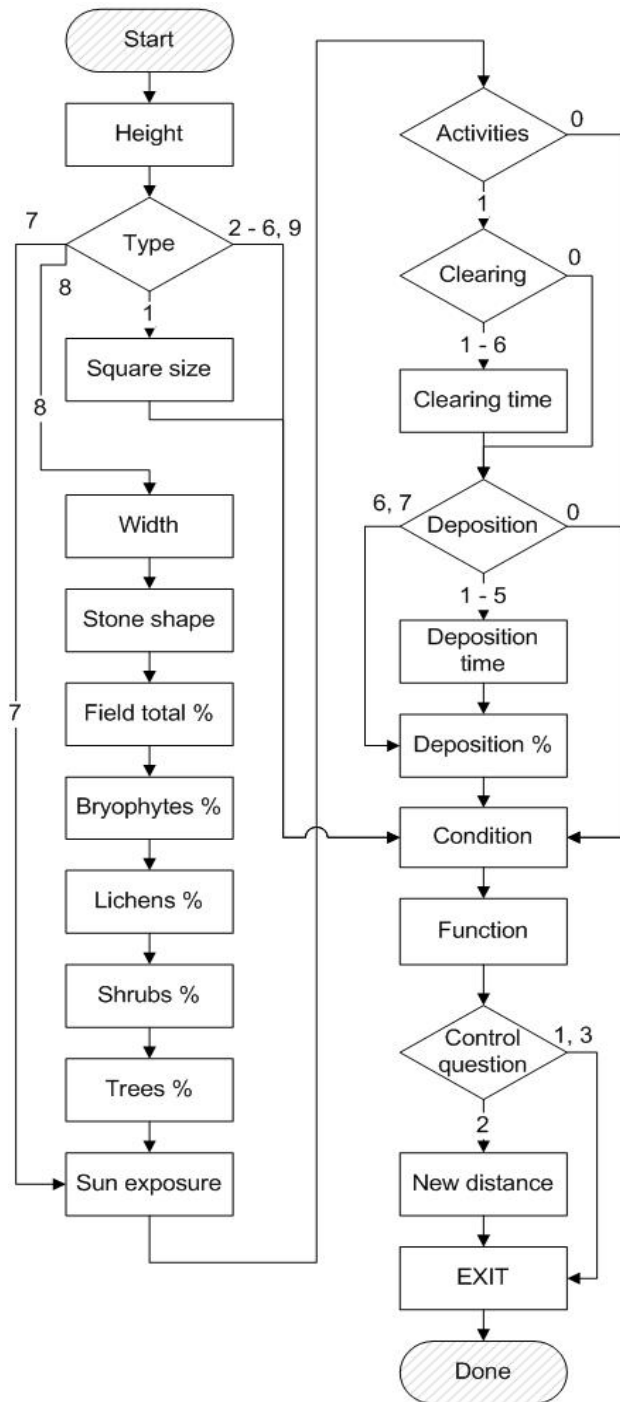 Start
Height
7
Type
2 - 6, 9
8
1
Square size
8
Width
Stone shape
Field total %
7
Bryophytes %
Lichens %
Shrubs %
Trees %
Sun exposure
Activities
0
1
Clearing
0
1 - 6
Clearing time
6, 7
Deposition
0
1 - 5
Deposition
time
Deposition %
Condition
Function
Control
question
1, 3
2
New distance
EXIT
Done